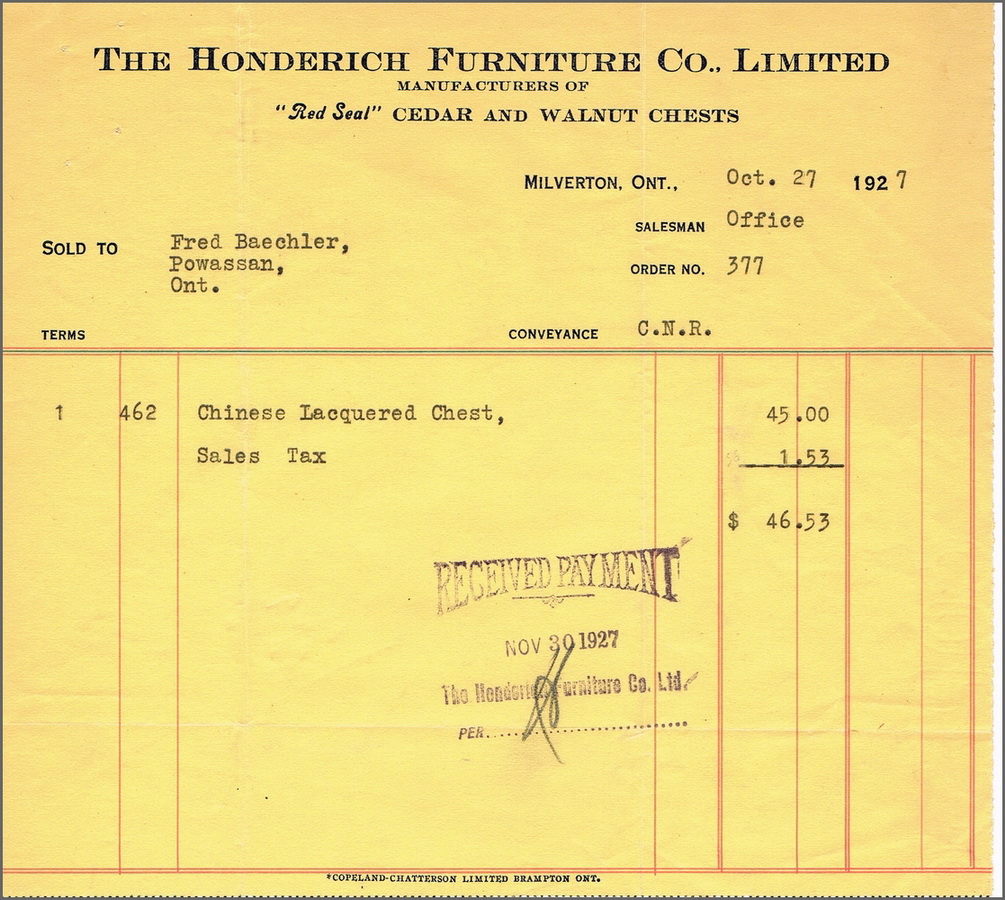 THE HONDERICH FURNITURE CO., LIMITED
MANUFACTURERS OF
"Red Seal" CEDAR AND WALNUT CHESTS
MILVERTON, ONT., Oct. 27 1927
SALESMAN Office
SOLD TO Fred Baechler,
Powassan,
Ont.
ORDER NO. 377
TERMS CONVEYANCE C.N.R.
1 462 Chinese Lacquered Chest, 45.00
Sales Tax 1.53
$ 46.53
RECEIVED PAYMENT
NOV 30 1927
The Honderich Furniture Co. Ltd.
PER
*COPELAND-CHATTERSON LIMITED BRAMPTON ONT.